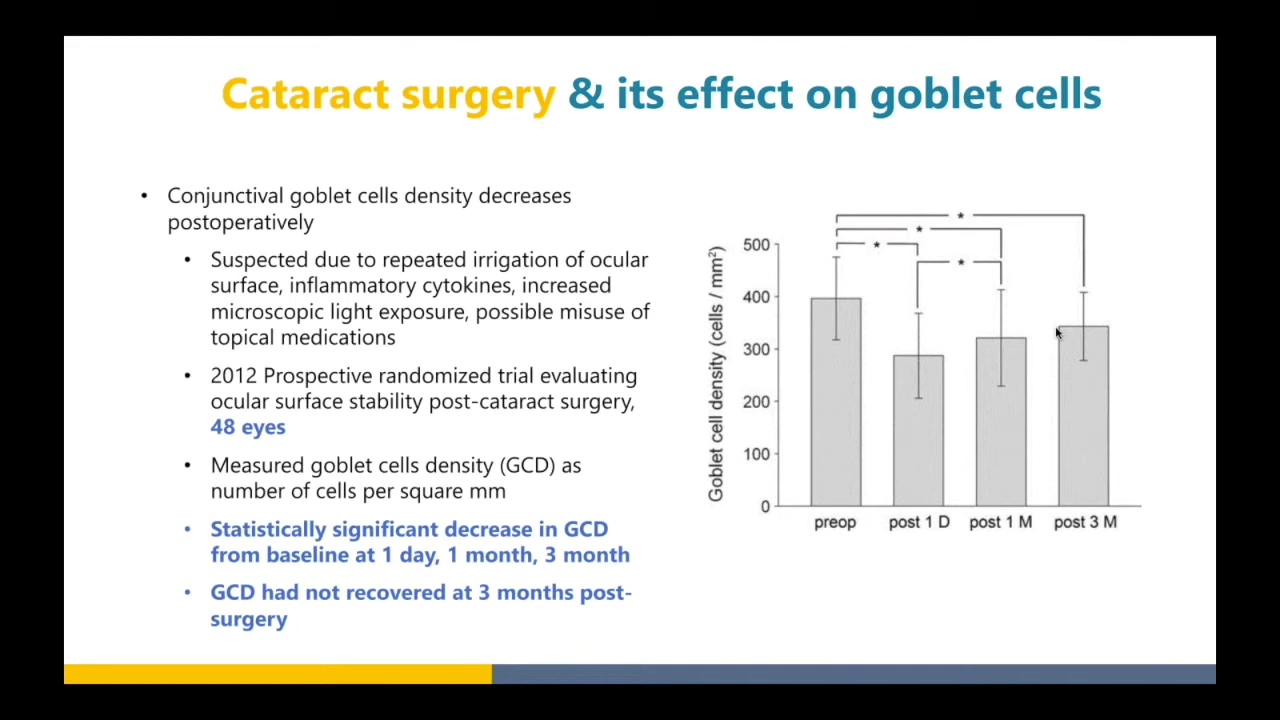 Cataract surgery & its effect on goblet cells
• Conjunctival goblet cells density decreases
postoperatively
• Suspected due to repeated irrigation of ocular
surface, inflammatory cytokines, increased
microscopic light exposure, possible misuse of
topical medications
• 2012 Prospective randomized trial evaluating
ocular surface stability post-cataract surgery,
48 eyes
• Measured goblet cells density (GCD) as
number of cells per square mm
• Statistically significant decrease in GCD
from baseline at 1 day, 1 month, 3 month
• GCD had not recovered at 3 months post-
surgery
Goblet cell density (cells / mm²)
500
400
300
200
100
0
*
*
*
*
preop post 1 D post 1 M post 3 M